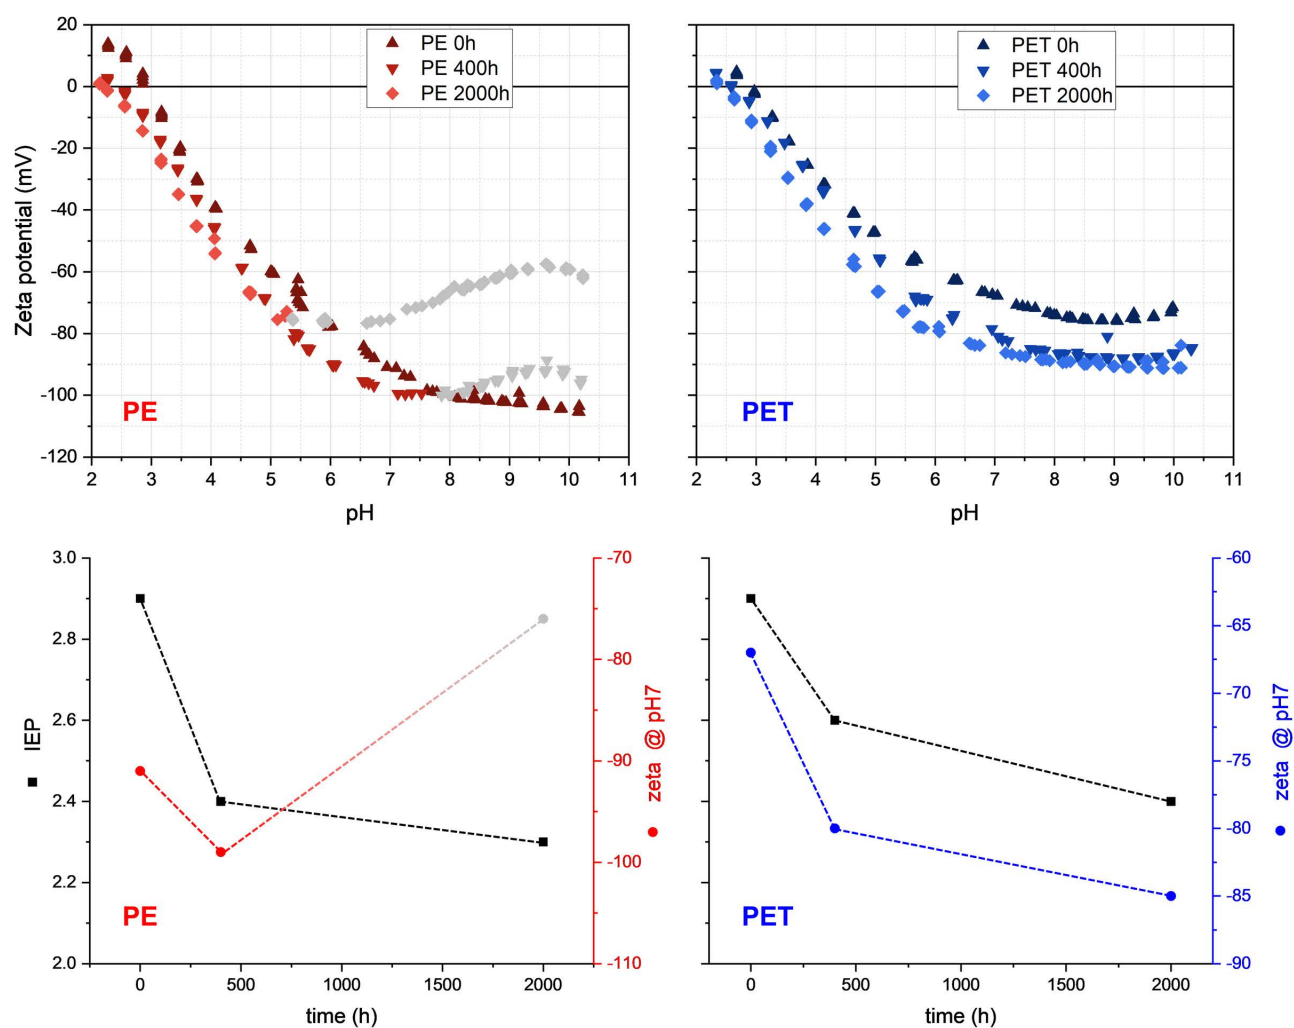 20
0
-20
-40
-60
-80
-100
-120
Zeta potential (mV)
PE 0h
PE 400h
PE 2000h
PE
2 3 4 5 6 7 8 9 10 11
pH
PET 0h
PET 400h
PET 2000h
PET
2 3 4 5 6 7 8 9 10 11
pH
3.0
2.8
2.6
2.4
2.2
2.0
IEP
PE
0 500 1000 1500 2000
time (h)
-70
-80
-90
-100
-110
zeta @ pH7
PET
0 500 1000 1500 2000
time (h)
-60
-65
-70
-75
-80
-85
-90
zeta @ pH7